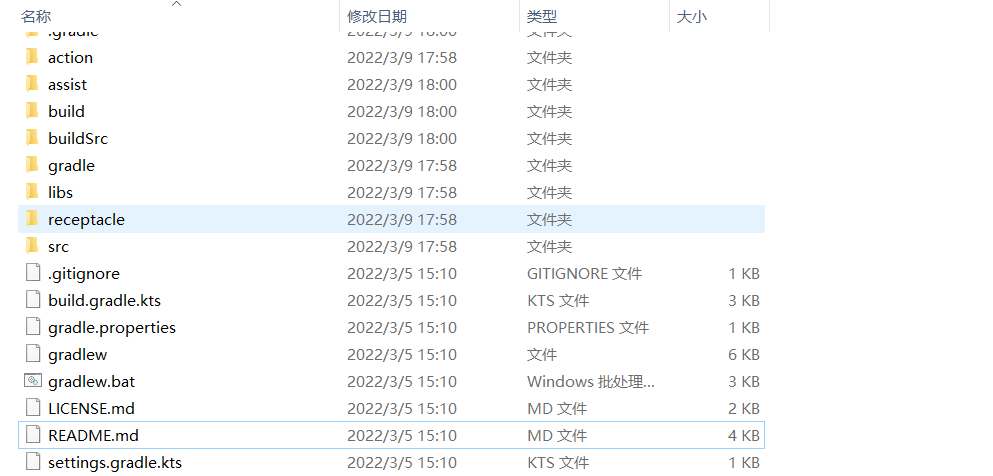 名称 修改日期 类型 大小
.gradle 2022/3/9 18:00 文件夹
action 2022/3/9 17:58 文件夹
assist 2022/3/9 18:00 文件夹
build 2022/3/9 18:00 文件夹
buildSrc 2022/3/9 18:00 文件夹
gradle 2022/3/9 17:58 文件夹
libs 2022/3/9 17:58 文件夹
receptacle 2022/3/9 17:58 文件夹
src 2022/3/9 17:58 文件夹
.gitignore 2022/3/5 15:10 GITIGNORE 文件 1 KB
build.gradle.kts 2022/3/5 15:10 KTS 文件 3 KB
gradle.properties 2022/3/5 15:10 PROPERTIES 文件 1 KB
gradlew 2022/3/5 15:10 文件 6 KB
gradlew.bat 2022/3/5 15:10 Windows 批处理... 3 KB
LICENSE.md 2022/3/5 15:10 MD 文件 2 KB
README.md 2022/3/5 15:10 MD 文件 4 KB
settings.gradle.kts 2022/3/5 15:10 KTS 文件 1 KB